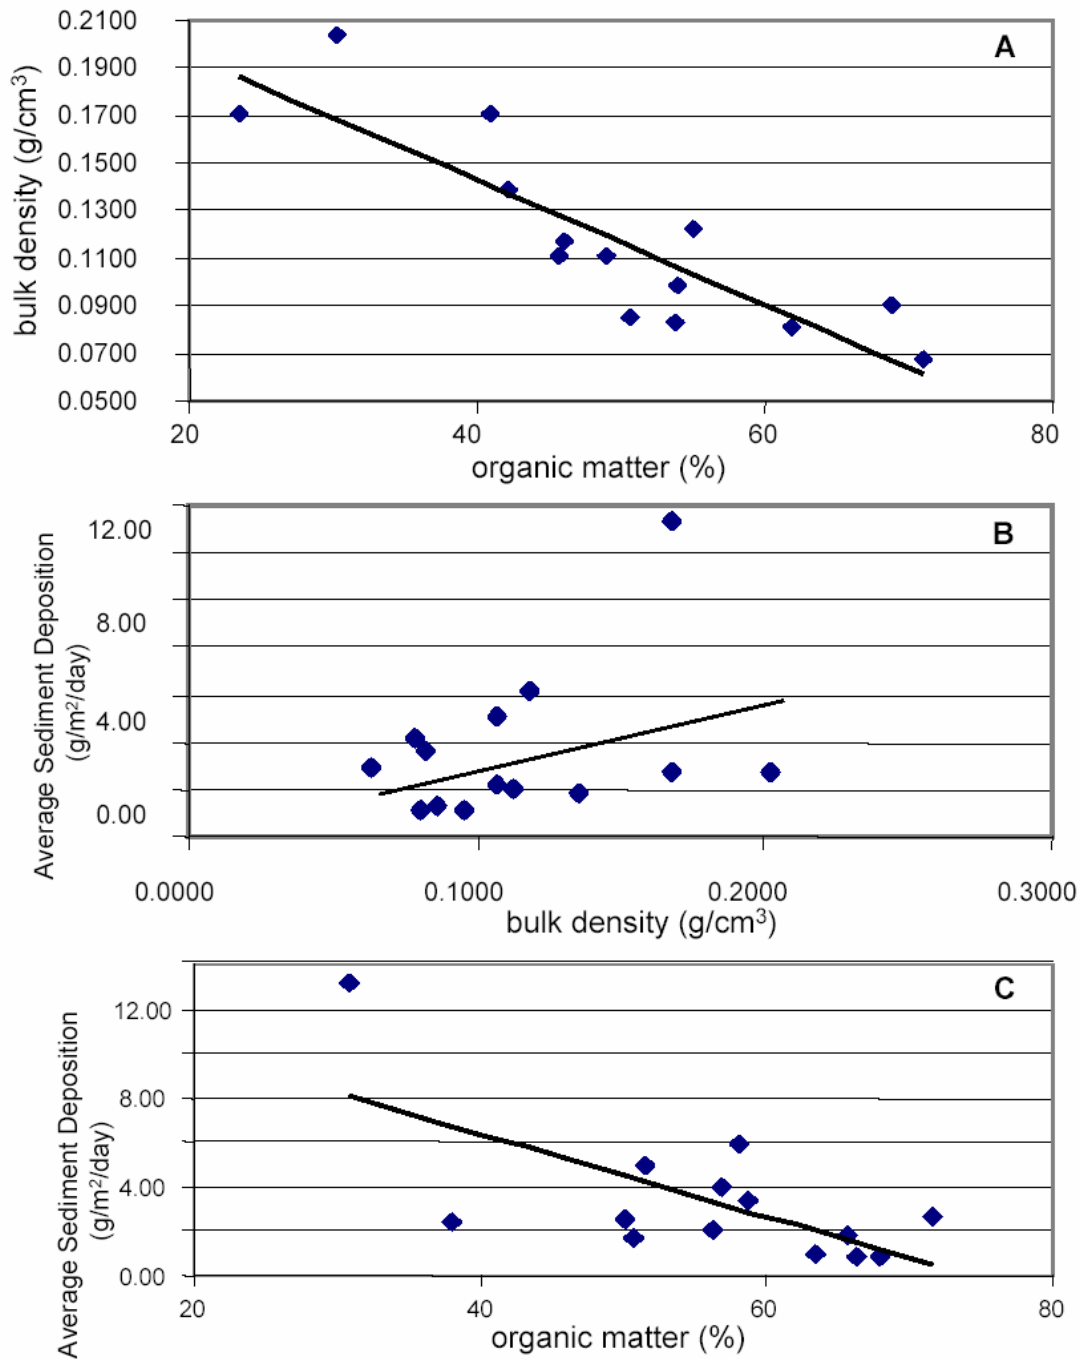 A
0.2100
0.1900
0.1700
0.1500
0.1300
0.1100
0.0900
0.0700
0.0500
bulk density (g/cm³)
20 40 60 80
organic matter (%)
B
12.00
8.00
4.00
0.00
Average Sediment Deposition
(g/m²/day)
0.0000 0.1000 0.2000 0.3000
bulk density (g/cm³)
C
12.00
8.00
4.00
0.00
Average Sediment Deposition
(g/m²/day)
20 40 60 80
organic matter (%)